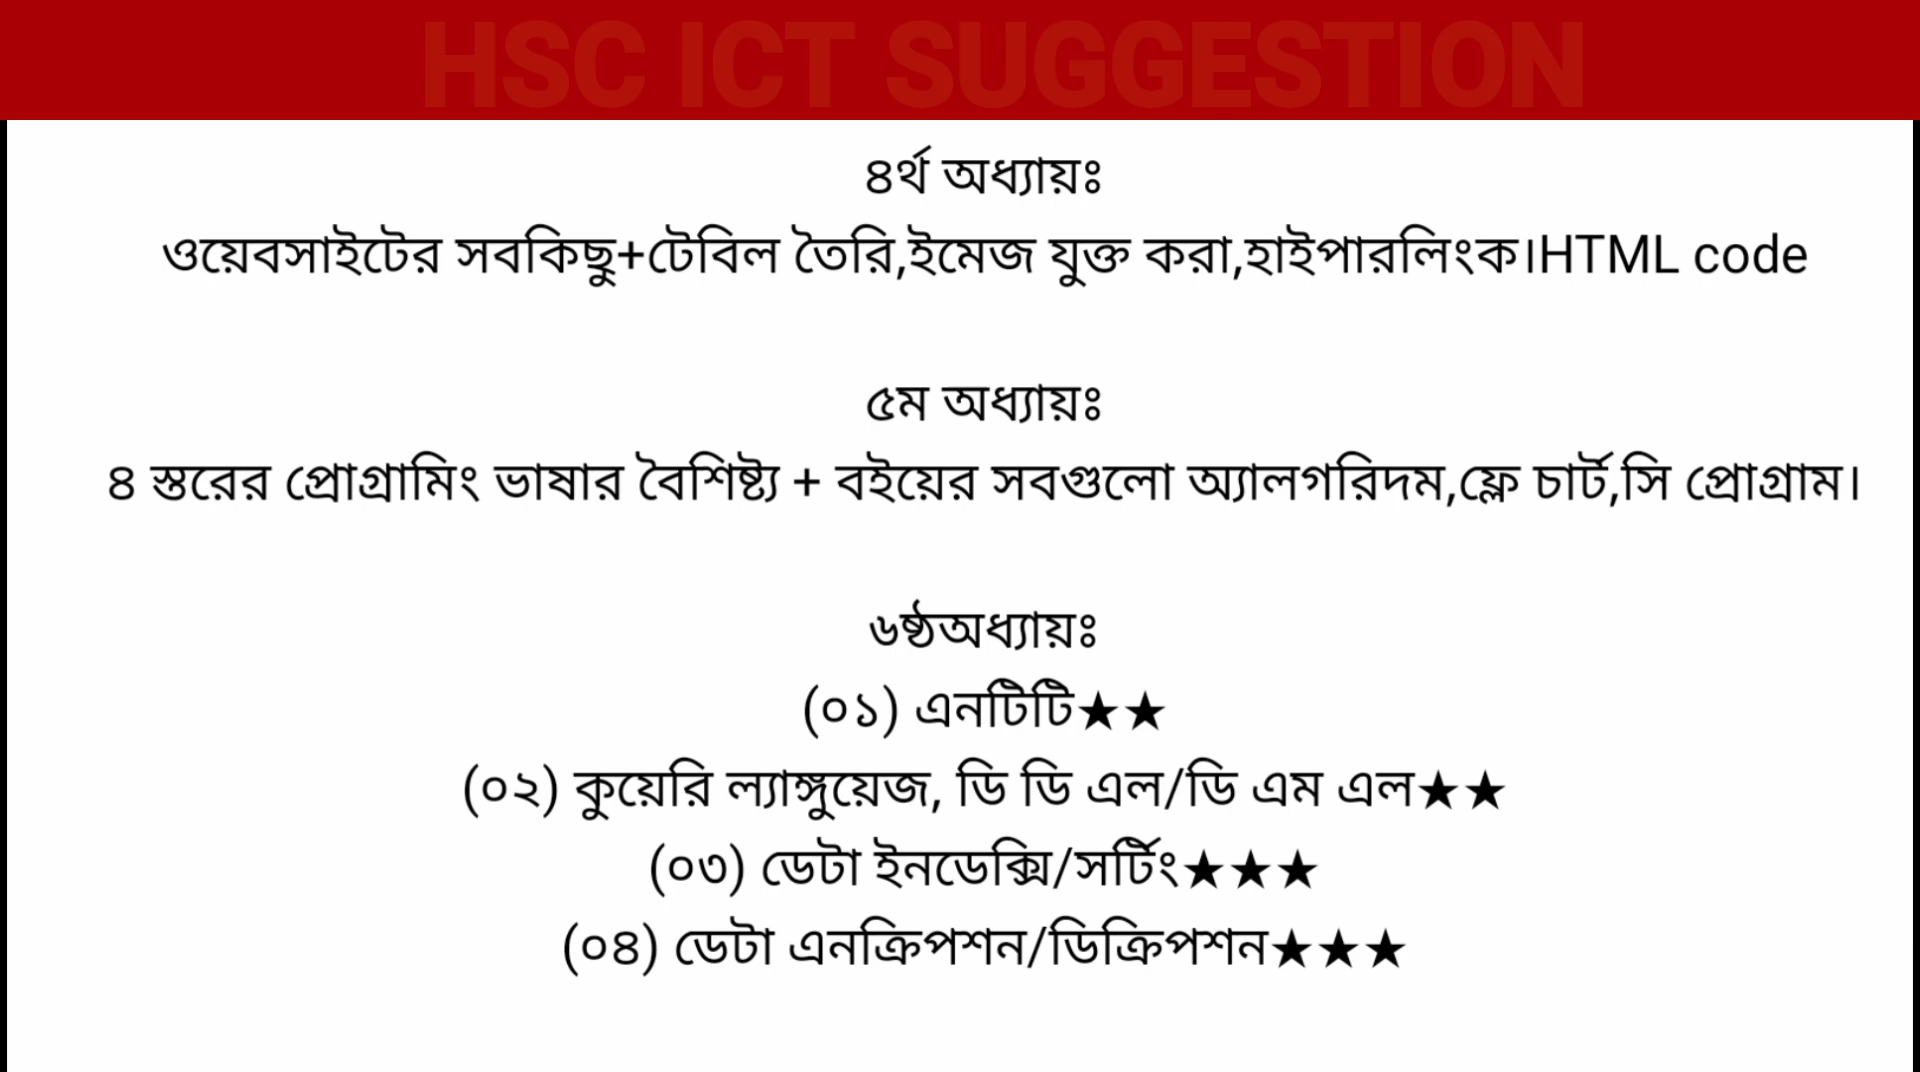 HSC ICT SUGGESTION
৪র্থ অধ্যায়ঃ
ওয়েবসাইটের সবকিছু+টেবিল তৈরি,ইমেজ যুক্ত করা,হাইপারলিংক।HTML code
৫ম অধ্যায়ঃ
৪ স্তরের প্রোগ্রামিং ভাষার বৈশিষ্ট্য + বইয়ের সবগুলো অ্যালগরিদম,ফ্লে চার্ট,সি প্রোগ্রাম।
৬ষ্ঠঅধ্যায়ঃ
(০১) এনটিটি★★
(০২) কুয়েরি ল্যাঙ্গুয়েজ, ডি ডি এল/ডি এম এল★★
(০৩) ডেটা ইনডেক্সি/সর্টিং★★★
(০৪) ডেটা এনক্রিপশন/ডিক্রিপশন★★★